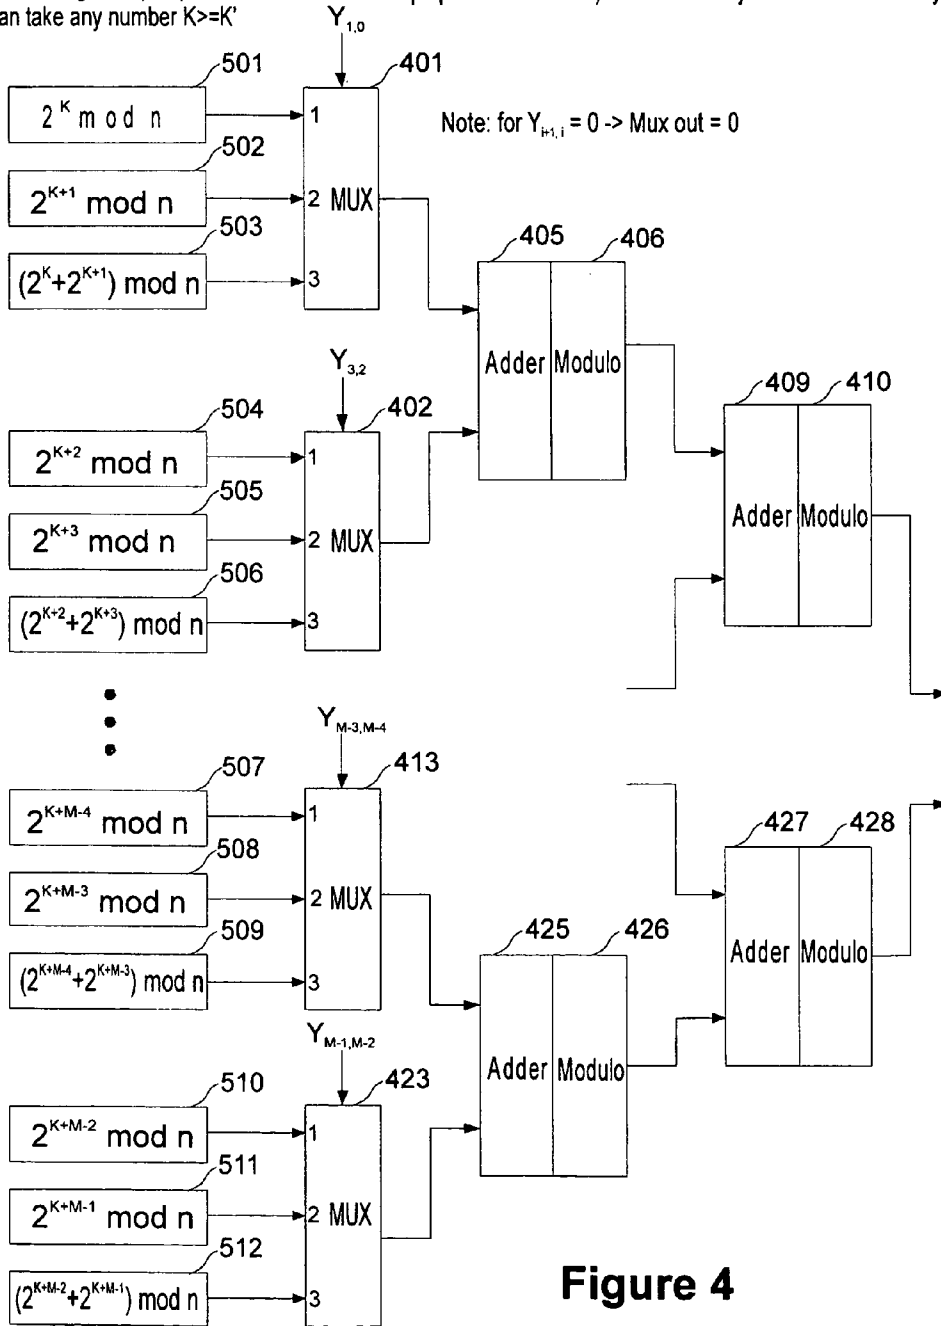 an take any number K>=K'
Y1,0
501
401
2^K mod n
1
Note: for Yi+1, i = 0 -> Mux out = 0
502
2^K+1 mod n
2 MUX
503
405
406
(2^K+2^K+1) mod n
3
Adder
Modulo
Y3,2
504
402
409
410
2^K+2 mod n
1
505
2^K+3 mod n
2 MUX
Adder
Modulo
506
(2^K+2+2^K+3) mod n
3
YM-3,M-4
507
413
2^K+M-4 mod n
1
508
427
428
2^K+M-3 mod n
2 MUX
509
425
426
Adder
Modulo
(2^K+M-4+2^K+M-3) mod n
3
YM-1,M-2
510
423
Adder
Modulo
2^K+M-2 mod n
1
511
2^K+M-1 mod n
2 MUX
512
(2^K+M-2+2^K+M-1) mod n
3
Figure 4